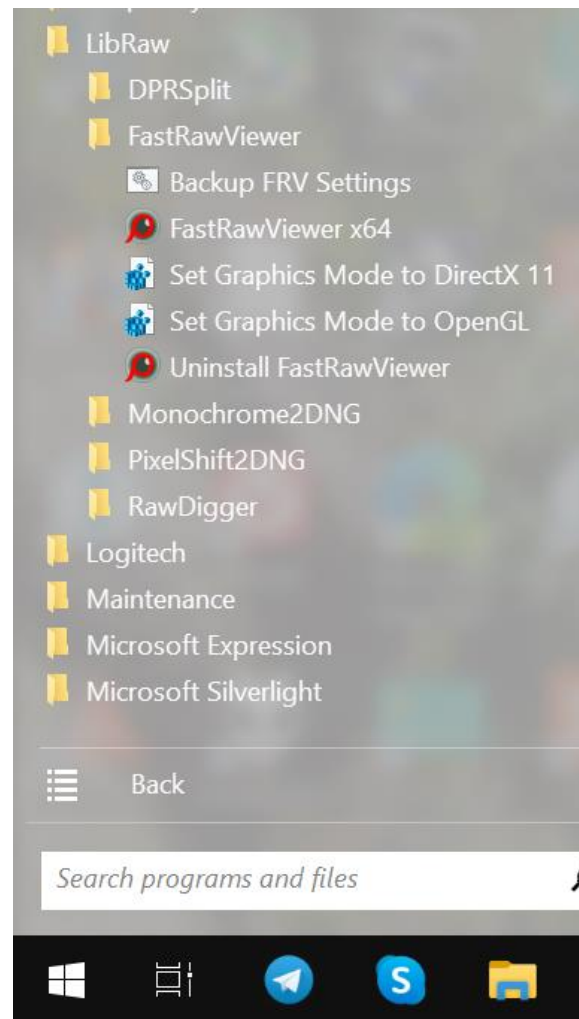 LibRaw
DPRSplit
FastRawViewer
Backup FRV Settings
FastRawViewer x64
Set Graphics Mode to DirectX 11
Set Graphics Mode to OpenGL
Uninstall FastRawViewer
Monochrome2DNG
PixelShift2DNG
RawDigger
Logitech
Maintenance
Microsoft Expression
Microsoft Silverlight
Back
Search programs and files